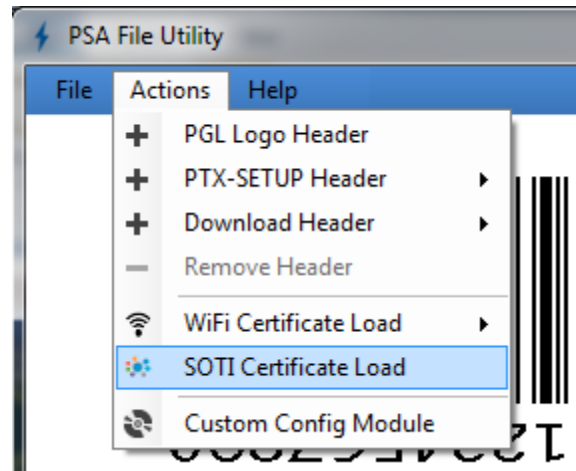 PSA File Utility
File Actions Help
PGL Logo Header
PTX-SETUP Header
Download Header
Remove Header
WiFi Certificate Load
SOTI Certificate Load
Custom Config Module